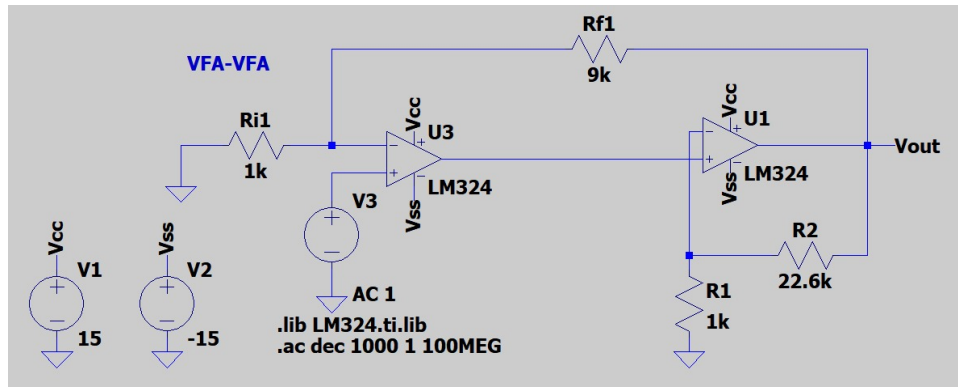 Rf1
9k
VFA-VFA
Ri1
1k
Vcc
U3
LM324
Vss
Vcc
U1
LM324
Vss
Vout
V3
AC 1
R2
22.6k
R1
1k
Vcc
V1
15
Vss
V2
-15
.lib LM324.ti.lib
.ac dec 1000 1 100MEG